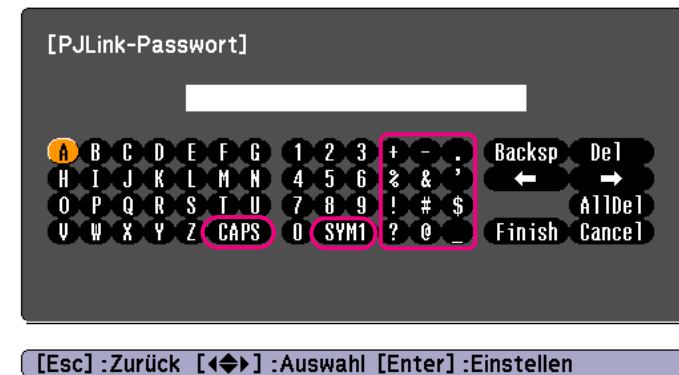 [PJLink-Passwort]
A B C D E F G 1 2 3 + - . Backsp Del
H I J K L M N 4 5 6 % & ' ← →
O P Q R S T U 7 8 9 ! # $ AllDel
V W X Y Z CAPS 0 SYM1 ? @ _ Finish Cancel
[Esc] :Zurück [◆] :Auswahl [Enter] :Einstellen